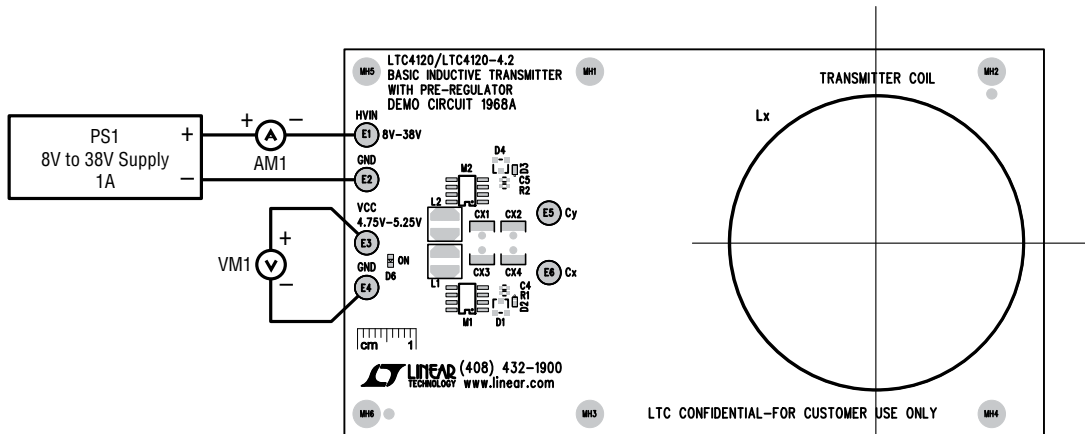 PS1
8V to 38V Supply
1A
+
−
+
−
A
AM1
VM1
+
V
−
MH5
LTC4120/LTC4120-4.2
BASIC INDUCTIVE TRANSMITTER
WITH PRE-REGULATOR
DEMO CIRCUIT 1968A
MH1
TRANSMITTER COIL
MH2
Lx
HVIN
E1
8V-38V
GND
E2
VCC
4.75V-5.25V
E3
GND
E4
D6
ON
D4
M2
D3
C5
R2
L2
CX1
CX2
E5
Cy
L1
CX3
CX4
E6
Cx
C4
R1
D2
M1
D1
cm 1
LINEAR (408) 432-1900
TECHNOLOGY www.linear.com
MH6
MH3
LTC CONFIDENTIAL-FOR CUSTOMER USE ONLY
MH4